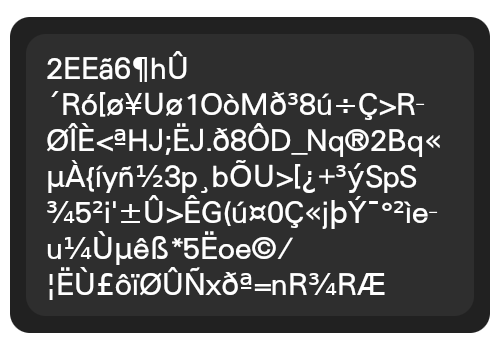 2EEã6¶hÛ
´Ró[ø¥Uø1OòMð³8ú÷Ç>R-
ØÎÈ<ªHJ;ËJ.ð8ÔD_Nq®2Bq«
µÀ{íyñ½3p¸bÕU>[¿+³ýSpS
¾5²i'±Û>ÊG(ú¤0Ç«jþÝ¯°²ìe-
u¼Ùµêß*5Ëoe©/
¦ËÙ£ôïØÛÑxðª=nR¾RÆ